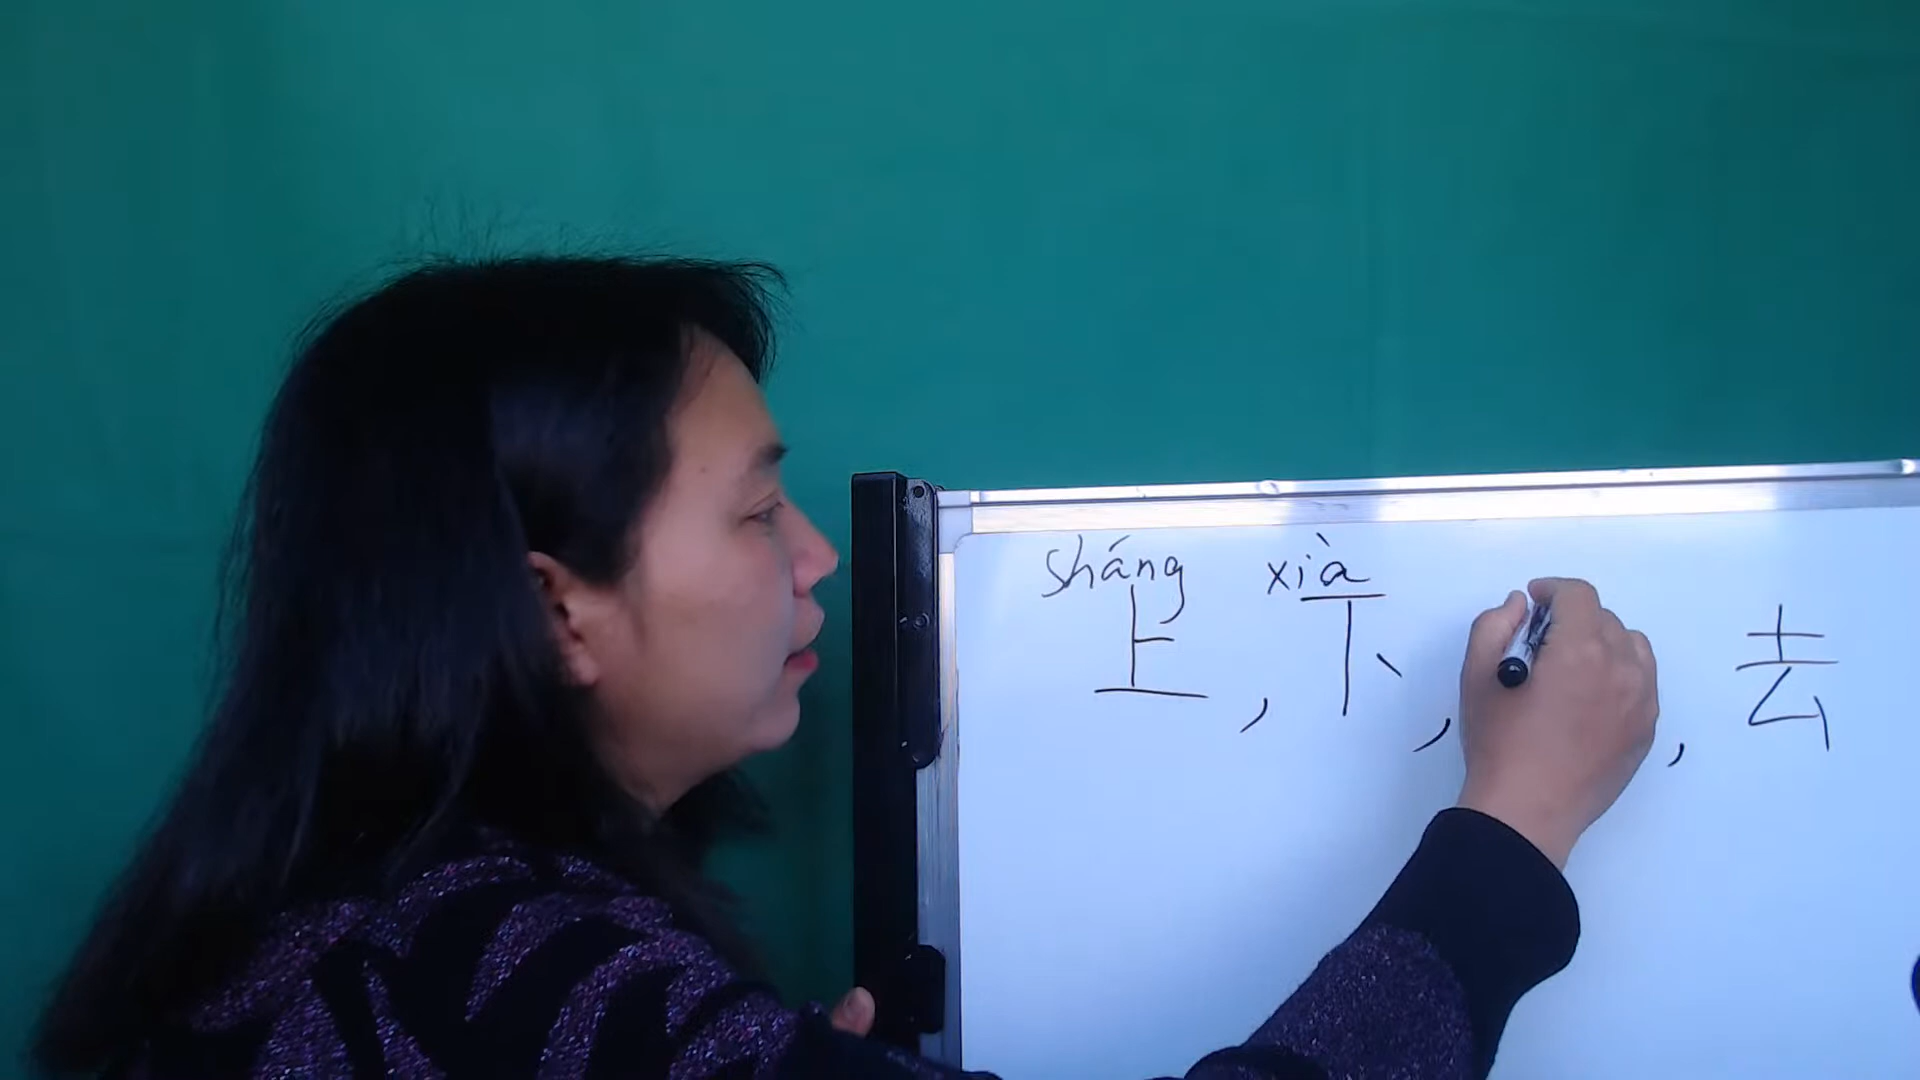 sháng xià
上,下, , 去